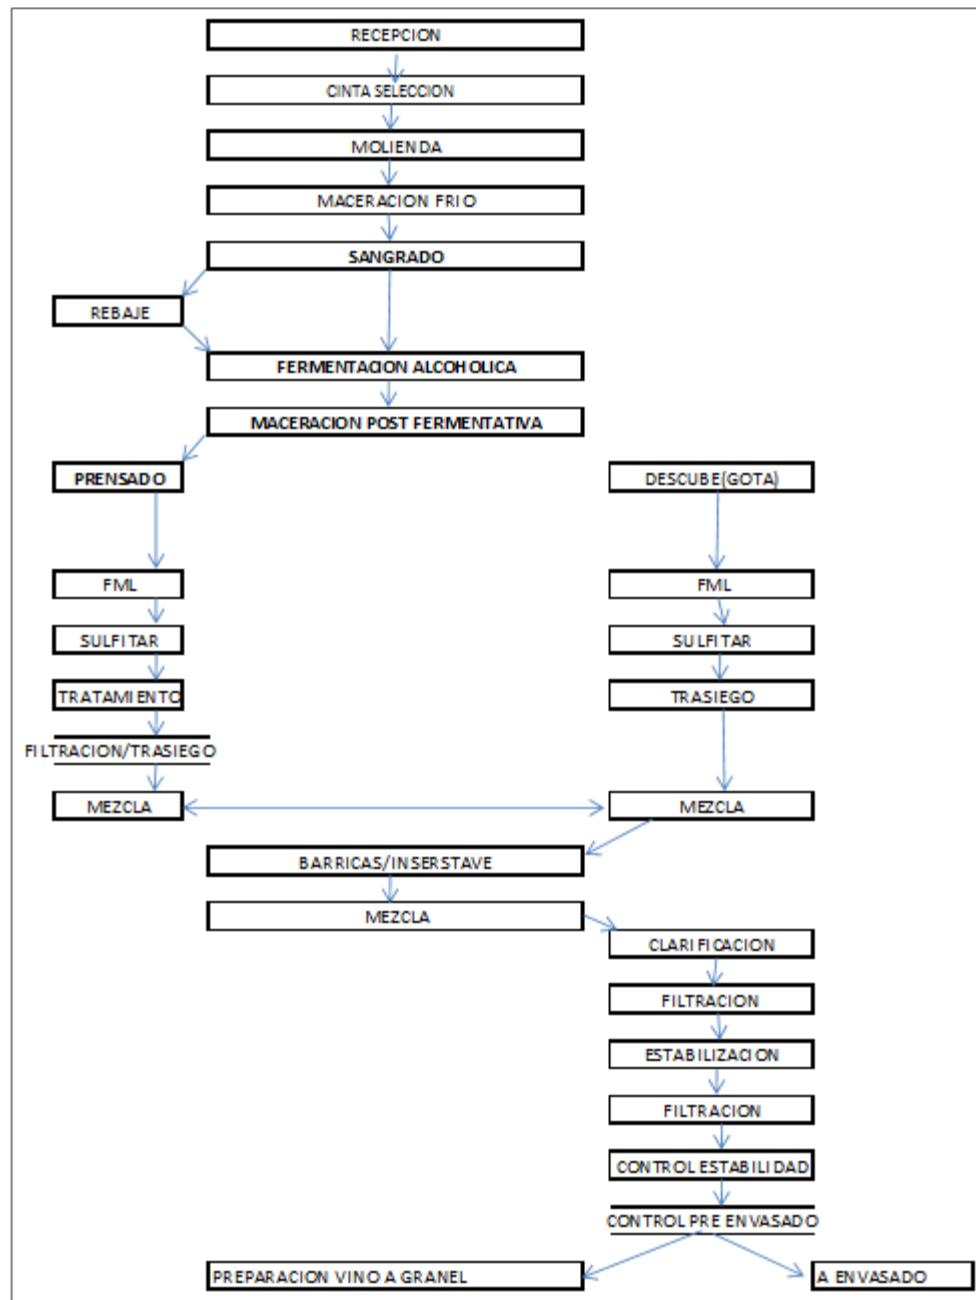 RECEPCION
CINTA SELECCION
MOLIENDA
MACERACION FRIO
SANGRADO
REBAJE
FERMENTACION ALCOHOLICA
MACERACION POST FERMENTATIVA
PRENSADO
DESCUBE(GOTA)
FML
FML
SULFITAR
SULFITAR
TRATAMIENTO
TRASIEGO
FILTRACION/TRASIEGO
MEZCLA
MEZCLA
BARRICAS/INSERSTAVE
MEZCLA
CLARIFICACION
FILTRACION
ESTABILIZACION
FILTRACION
CONTROL ESTABILIDAD
CONTROL PRE ENVASADO
PREPARACION VINO A GRANEL
A ENVASADO